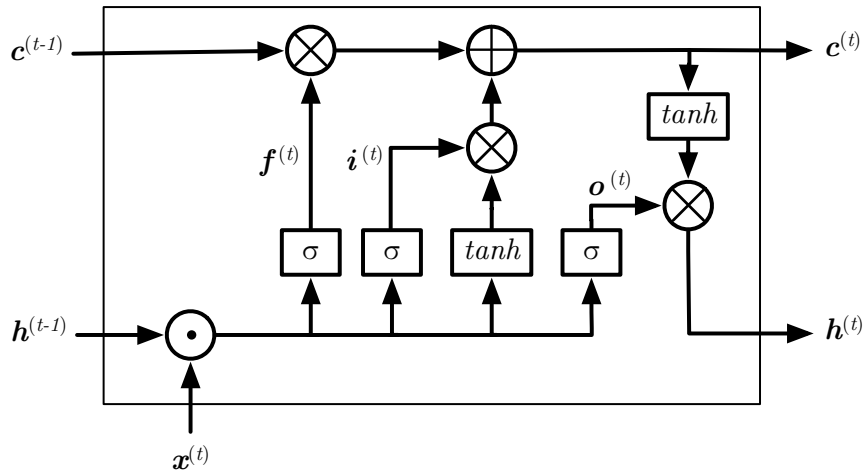 c^(t-1)
c^(t)
tanh
f^(t)
i^(t)
o^(t)
σ
σ
tanh
σ
h^(t-1)
h^(t)
x^(t)